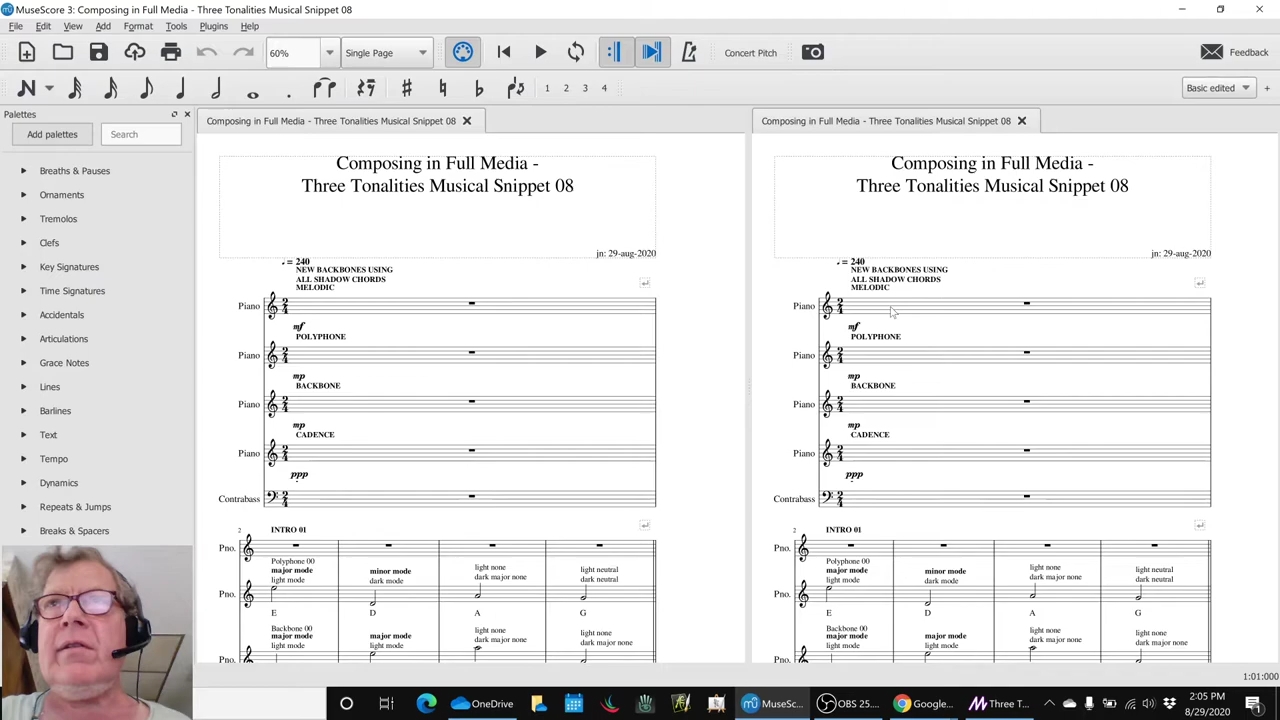 MuseScore 3: Composing in Full Media - Three Tonalities Musical Snippet 08
File Edit View Add Format Tools Plugins Help
60% Single Page Concert Pitch Feedback
1 2 3 4 Basic edited +
Palettes
Add palettes Search
Breaths & Pauses
Ornaments
Tremolos
Clefs
Key Signatures
Time Signatures
Accidentals
Articulations
Grace Notes
Lines
Barlines
Text
Tempo
Dynamics
Repeats & Jumps
Breaks & Spacers
Composing in Full Media - Three Tonalities Musical Snippet 08
Composing in Full Media -
Three Tonalities Musical Snippet 08
jn: 29-aug-2020
= 240
NEW BACKBONES USING
ALL SHADOW CHORDS
MELODIC
Piano
mf
POLYPHONE
Piano
mp
BACKBONE
Piano
mp
CADENCE
Piano
ppp
Contrabass
2
INTRO 01
Pno.
Polyphone 00
major mode
light mode
minor mode
dark mode
light none
dark major none
light neutral
dark neutral
Pno.
E D A G
Backbone 00
major mode
light mode
major mode
light mode
light none
dark major none
light none
dark major none
Pno.
Composing in Full Media - Three Tonalities Musical Snippet 08
Composing in Full Media -
Three Tonalities Musical Snippet 08
jn: 29-aug-2020
= 240
NEW BACKBONES USING
ALL SHADOW CHORDS
MELODIC
Piano
mf
POLYPHONE
Piano
mp
BACKBONE
Piano
mp
CADENCE
Piano
ppp
Contrabass
2
INTRO 01
Pno.
Polyphone 00
major mode
light mode
minor mode
dark mode
light none
dark major none
light neutral
dark neutral
Pno.
E D A G
Backbone 00
major mode
light mode
major mode
light mode
light none
dark major none
light none
dark major none
Pno.
1:01:000
OneDrive MuseSc... OBS 25.... Google... Three T...
2:05 PM
8/29/2020
1